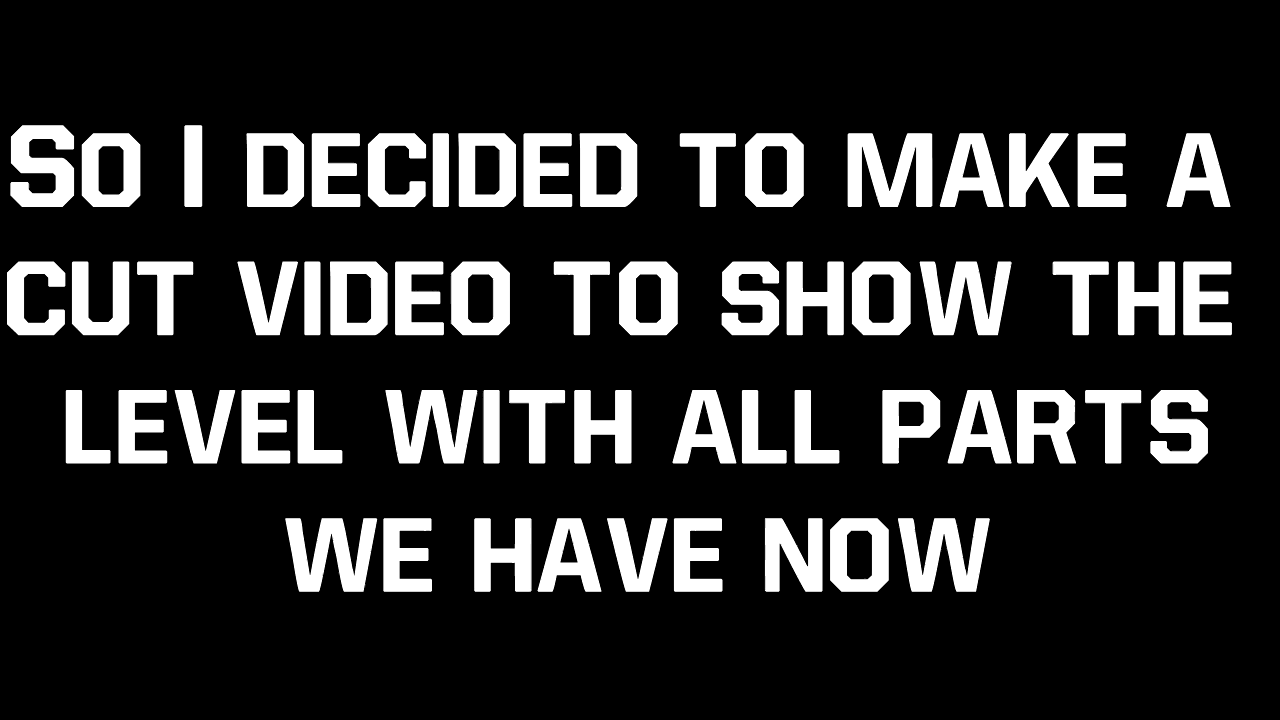 So I decided to make a
cut video to show the
level with all parts
we have now